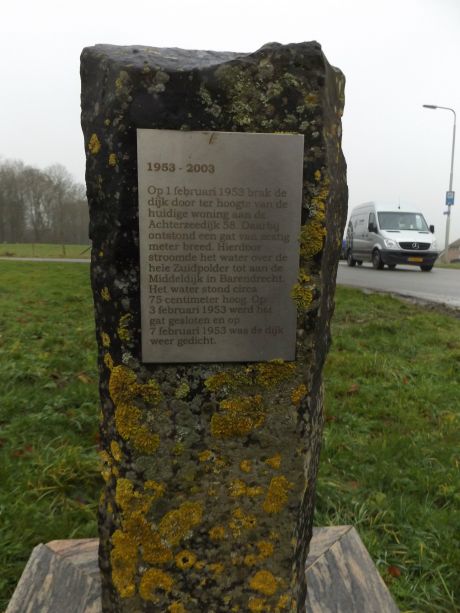 1953 - 2003
Op 1 februari 1953 brak de
dijk door ter hoogte van de
huidige woning aan de
Achterzeedijk 58. Daarbij
ontstond een gat van zestig
meter breed. Hierdoor
stroomde het water over de
hele Zuidpolder tot aan de
Middeldijk in Barendrecht.
Het water stond circa
75 centimeter hoog. Op
3 februari 1953 werd het
gat gesloten en op
7 februari 1953 was de dijk
weer gedicht.